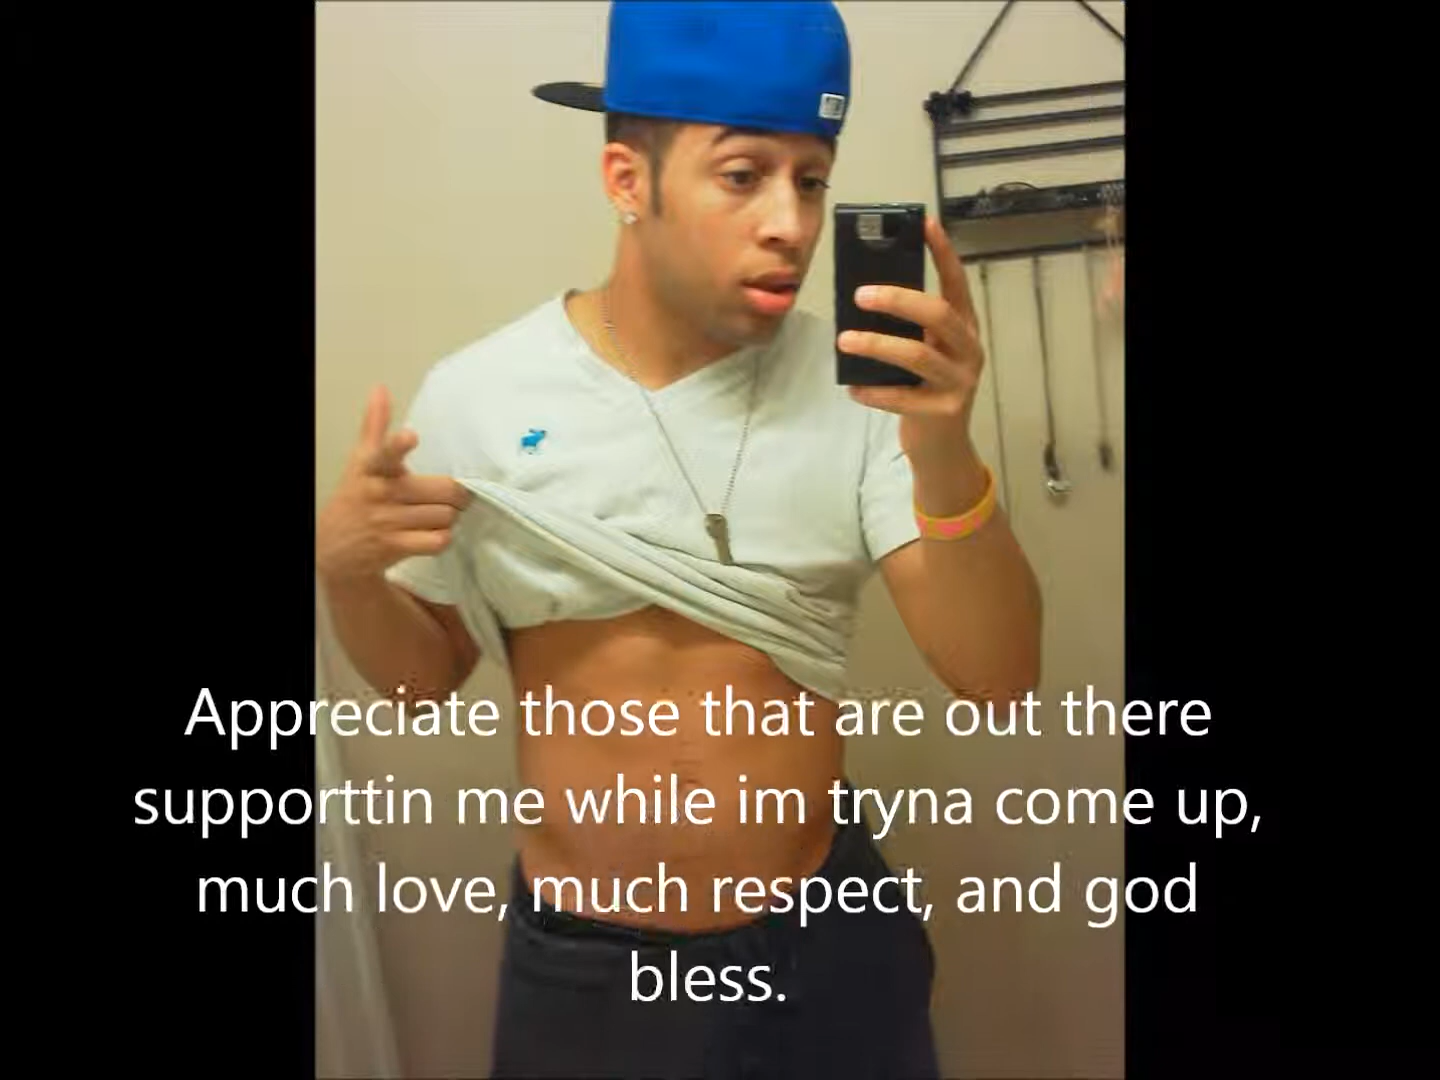 Appreciate those that are out there
supporttin me while im tryna come up,
much love, much respect, and god
bless.